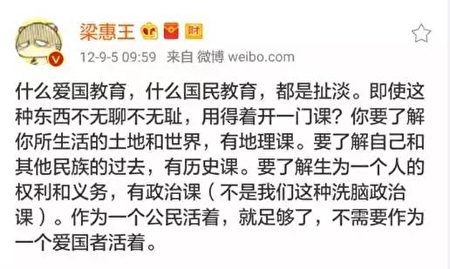 梁惠王
12-9-5 09:59 来自 微博 weibo.com
什么爱国教育，什么国民教育，都是扯淡。即使这
种东西不无聊不无耻，用得着开一门课？你要了解
你所生活的土地和世界，有地理课。要了解自己和
其他民族的过去，有历史课。要了解生为一个人的
权利和义务，有政治课（不是我们这种洗脑政治
课）。作为一个公民活着，就足够了，不需要作为
一个爱国者活着。